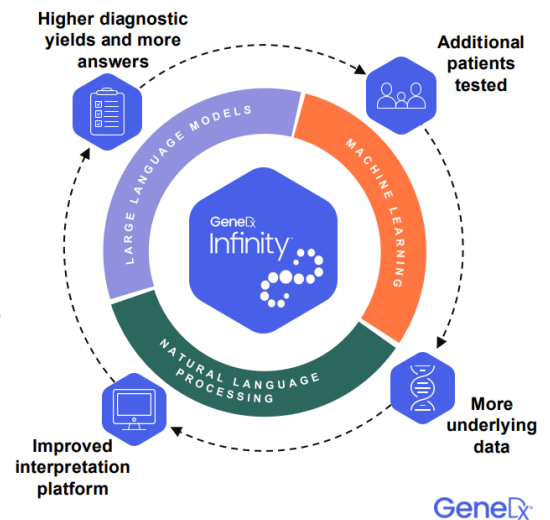 Higher diagnostic
yields and more
answers
Additional
patients
tested
LARGE LANGUAGE MODELS
MACHINE LEARNING
GeneDx
Infinity™
NATURAL LANGUAGE
PROCESSING
Improved
interpretation
platform
More
underlying
data
GeneDx®